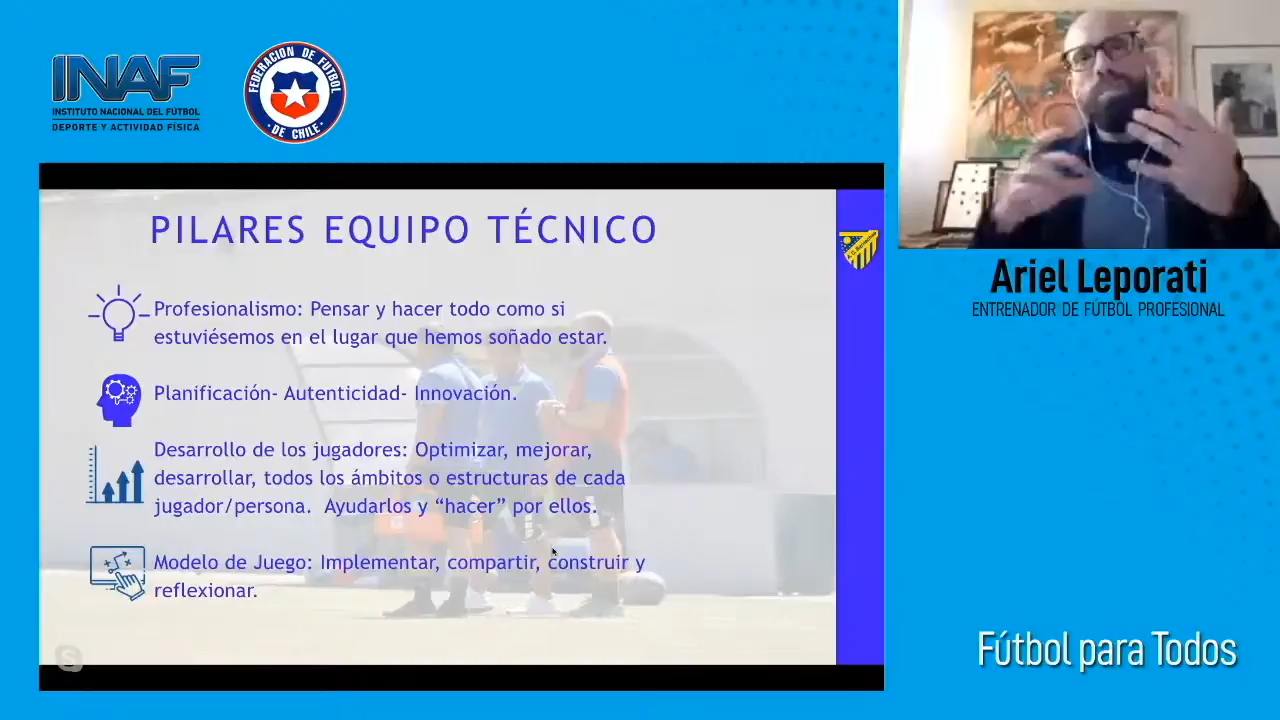 INAF
INSTITUTO NACIONAL DEL FÚTBOL
DEPORTE Y ACTIVIDAD FÍSICA
FEDERACION DE FUTBOL
· DE CHILE ·
PILARES EQUIPO TÉCNICO
Profesionalismo: Pensar y hacer todo como si
estuviésemos en el lugar que hemos soñado estar.
Planificación- Autenticidad- Innovación.
Desarrollo de los jugadores: Optimizar, mejorar,
desarrollar, todos los ámbitos o estructuras de cada
jugador/persona.  Ayudarlos y “hacer” por ellos.
Modelo de Juego: Implementar, compartir, construir y
reflexionar.
Ariel Leporati
ENTRENADOR DE FÚTBOL PROFESIONAL
Fútbol para Todos